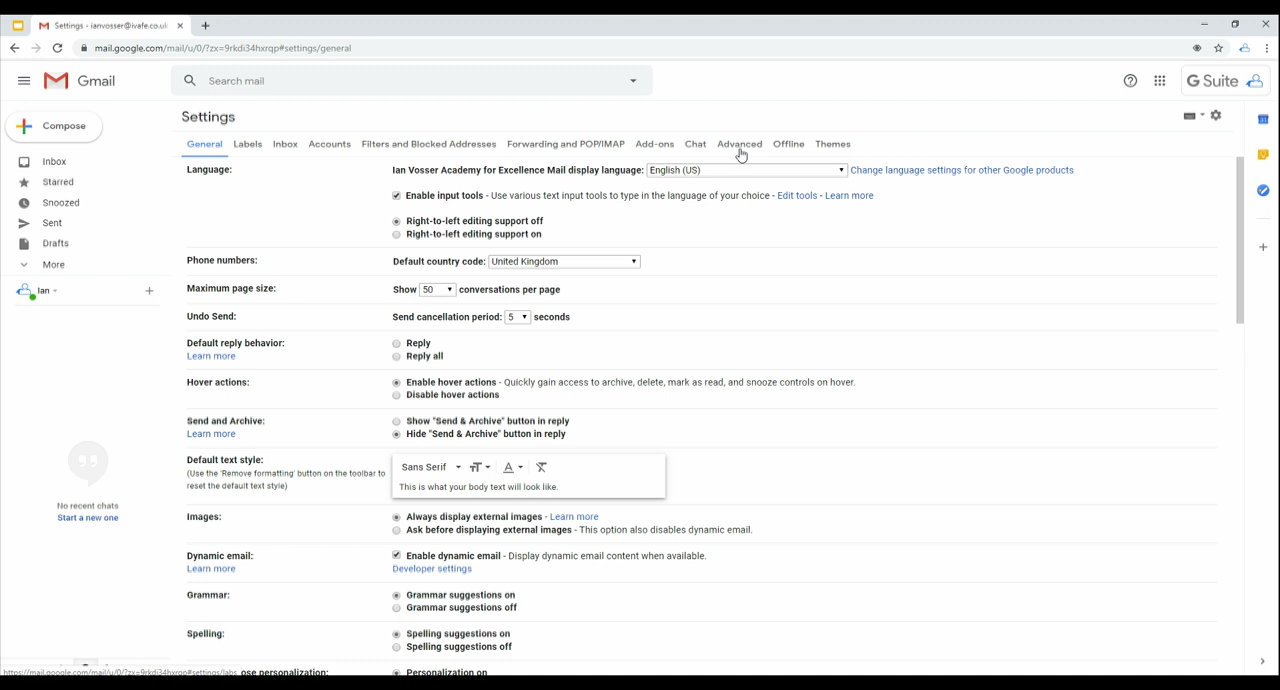 Settings - ianvosser@ivafe.co.uk
mail.google.com/mail/u/0/?zx=9rkdi34hxrqp#settings/general
Gmail
Search mail
G Suite
Compose
Inbox
Starred
Snoozed
Sent
Drafts
More
Ian
No recent chats
Start a new one
Settings
General Labels Inbox Accounts Filters and Blocked Addresses Forwarding and POP/IMAP Add-ons Chat Advanced Offline Themes
Language: Ian Vosser Academy for Excellence Mail display language: English (US) Change language settings for other Google products
Enable input tools - Use various text input tools to type in the language of your choice - Edit tools - Learn more
Right-to-left editing support off
Right-to-left editing support on
Phone numbers: Default country code: United Kingdom
Maximum page size: Show 50 conversations per page
Undo Send: Send cancellation period: 5 seconds
Default reply behavior: Reply
Learn more Reply all
Hover actions: Enable hover actions - Quickly gain access to archive, delete, mark as read, and snooze controls on hover.
Disable hover actions
Send and Archive: Show "Send & Archive" button in reply
Learn more Hide "Send & Archive" button in reply
Default text style: Sans Serif
(Use the 'Remove formatting' button on the toolbar to
reset the default text style) This is what your body text will look like.
Images: Always display external images - Learn more
Ask before displaying external images - This option also disables dynamic email.
Dynamic email: Enable dynamic email - Display dynamic email content when available.
Learn more Developer settings
Grammar: Grammar suggestions on
Grammar suggestions off
Spelling: Spelling suggestions on
Spelling suggestions off
https://mail.google.com/mail/u/0/?zx=9rkdi34hxrqp#settings/labs ose personalization: Personalization on